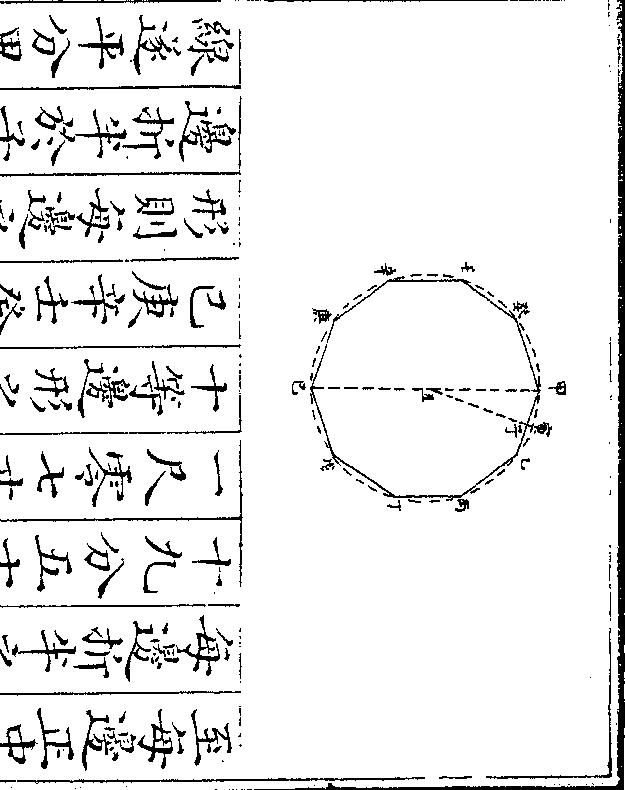 至每邊正中
每邊折半之
十九分五十
一尺零七
十等邊形之
己庚辛壬癸
形則每邊之
邊折半於子
線遂平分甲
甲
寅
子
乙
丙
丁
戊
己
庚
辛
壬
癸
丑